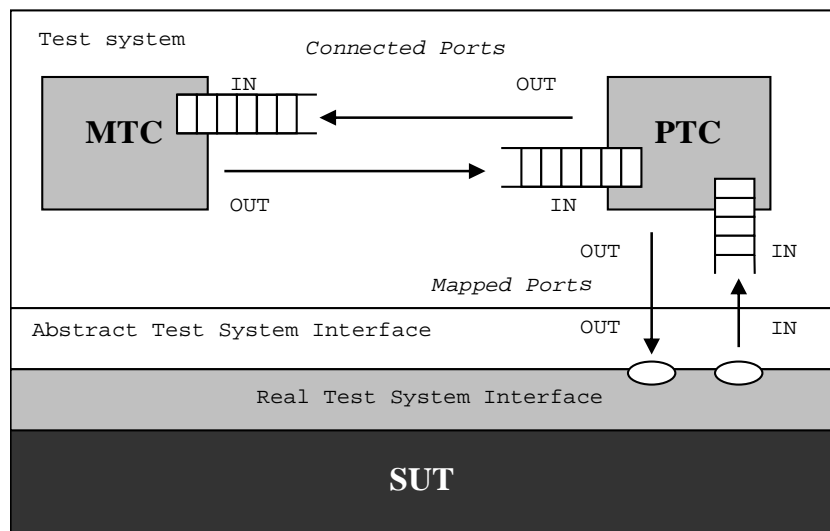 Test system
Connected Ports
IN
OUT
MTC
PTC
OUT
IN
OUT
IN
Mapped Ports
Abstract Test System Interface
OUT
IN
Real Test System Interface
SUT